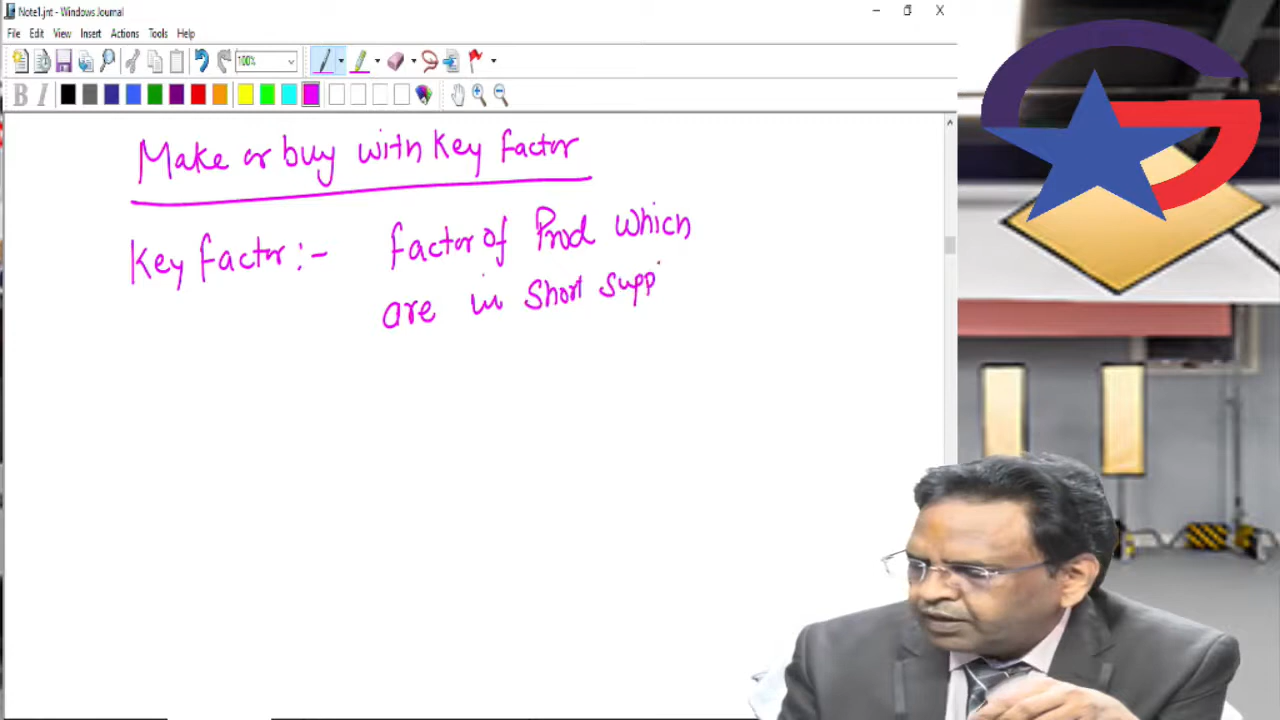 Note1.jnt - Windows Journal
File Edit View Insert Actions Tools Help
100%
B I
Make or buy with key factor
Key factor :- factor of Prod which
are in Short supp